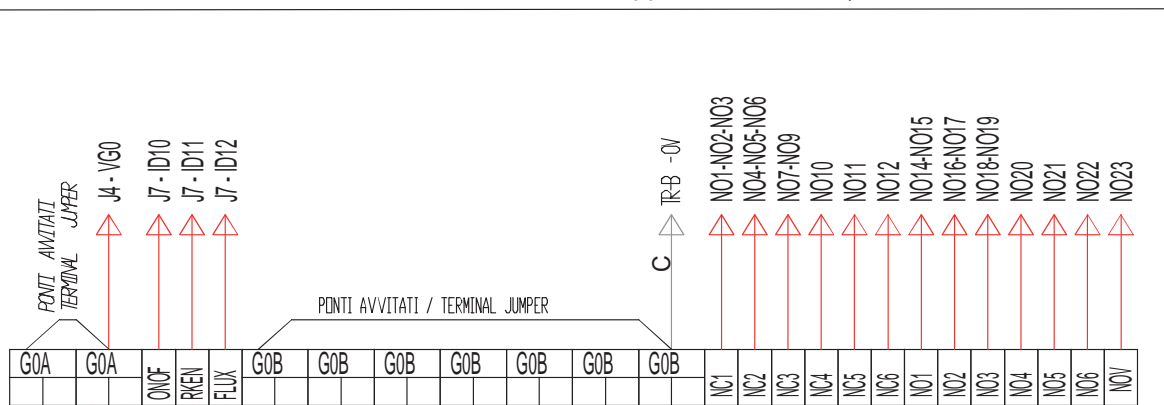 PONTI AVVITATI
TERMINAL JUMPER
J4 - VG0
J7 - ID10
J7 - ID11
J7 - ID12
PONTI AVVITATI / TERMINAL JUMPER
C
TR-B -0V
NO1-NO2-NO3
NO4-NO5-NO6
NO7-NO9
NO10
NO11
NO12
NO14-NO15
NO16-NO17
NO18-NO19
NO20
NO21
NO22
NO23
G0A G0A ONOF RKEN FLUX G0B G0B G0B G0B G0B G0B G0B NC1 NC2 NC3 NC4 NC5 NC6 NO1 NO2 NO3 NO4 NO5 NO6 NOV